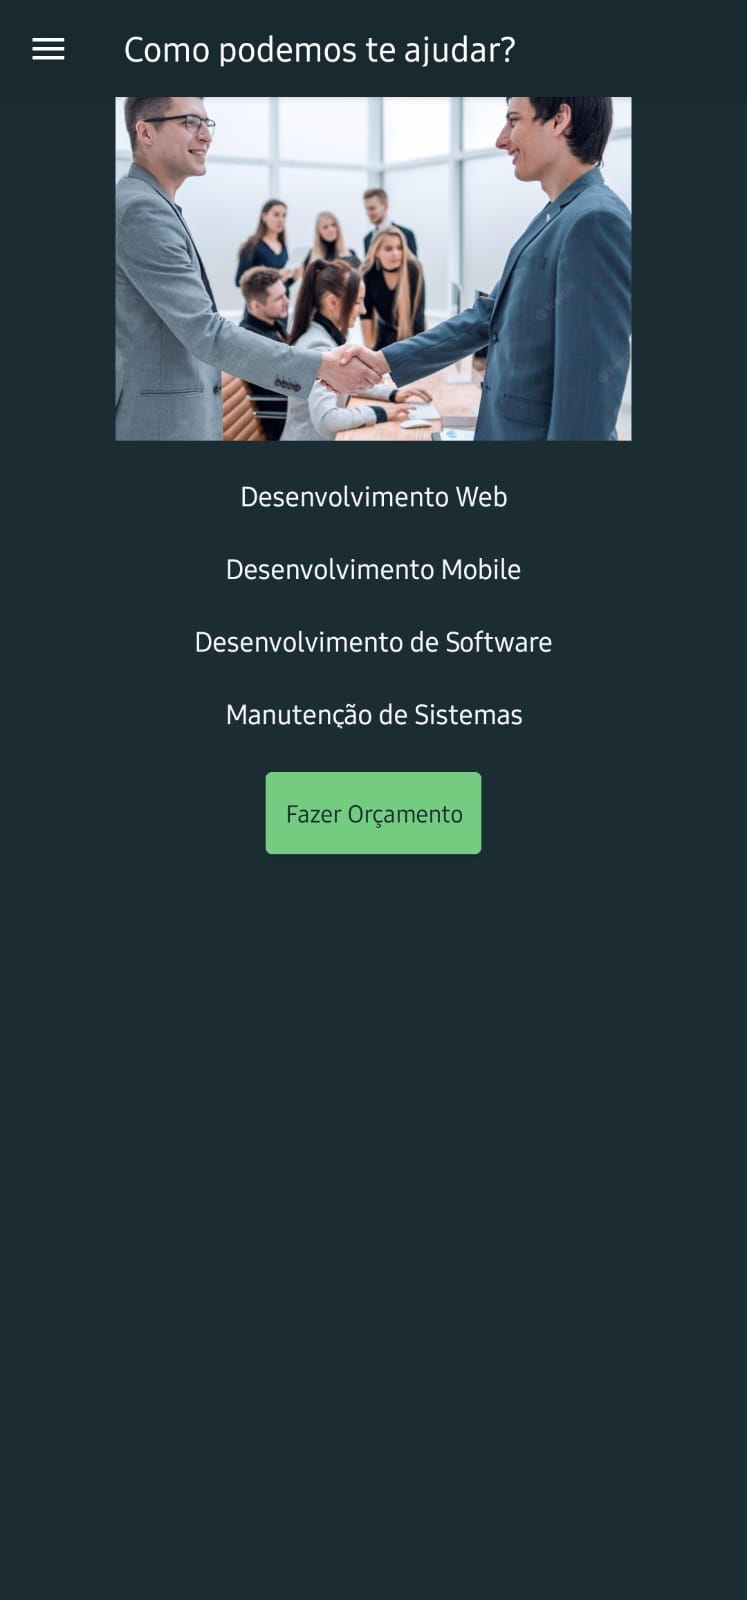 Como podemos te ajudar?
Desenvolvimento Web
Desenvolvimento Mobile
Desenvolvimento de Software
Manutenção de Sistemas
Fazer Orçamento